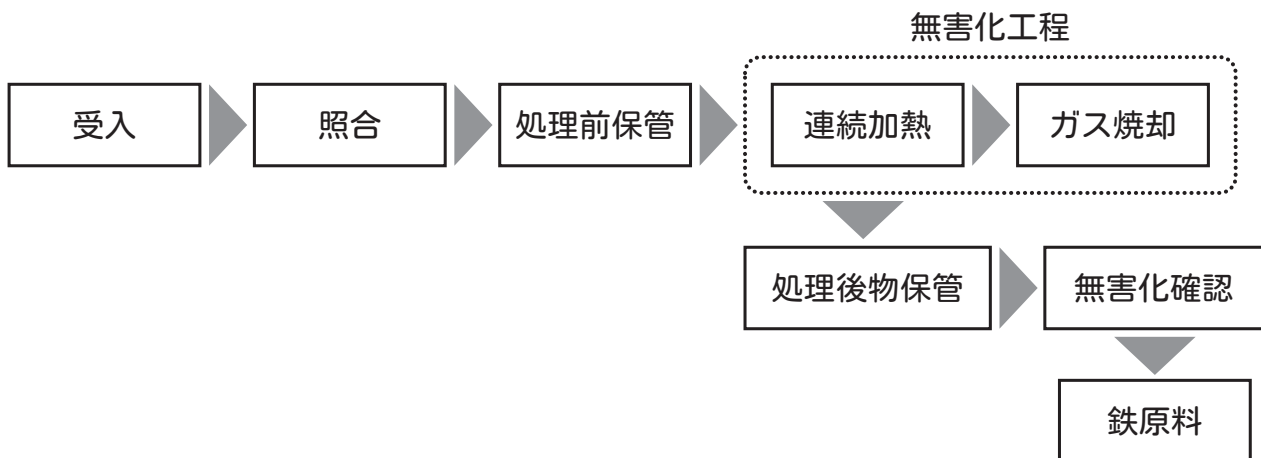 無害化工程
受入
照合
処理前保管
連続加熱
ガス焼却
処理後物保管
無害化確認
鉄原料